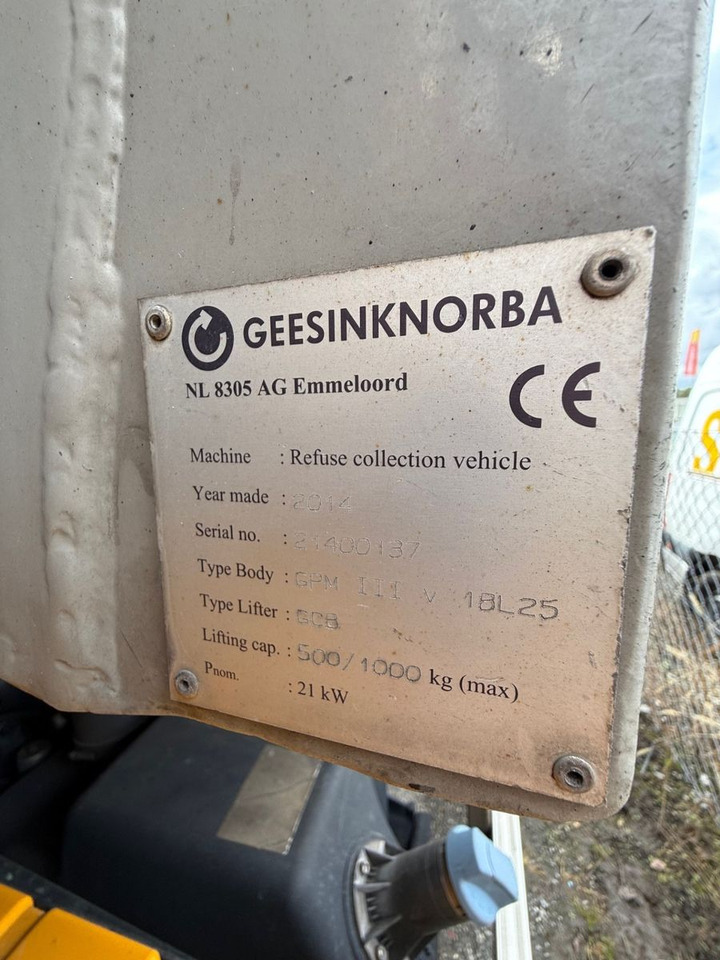 GEESINKNORBA
NL 8305 AG Emmeloord
CE
Machine : Refuse collection vehicle
Year made : 2014
Serial no. : 21400137
Type Body : GPM III v 18L25
Type Lifter : GCB
Lifting cap. : 500/1000 kg (max)
Pnom. : 21 kW